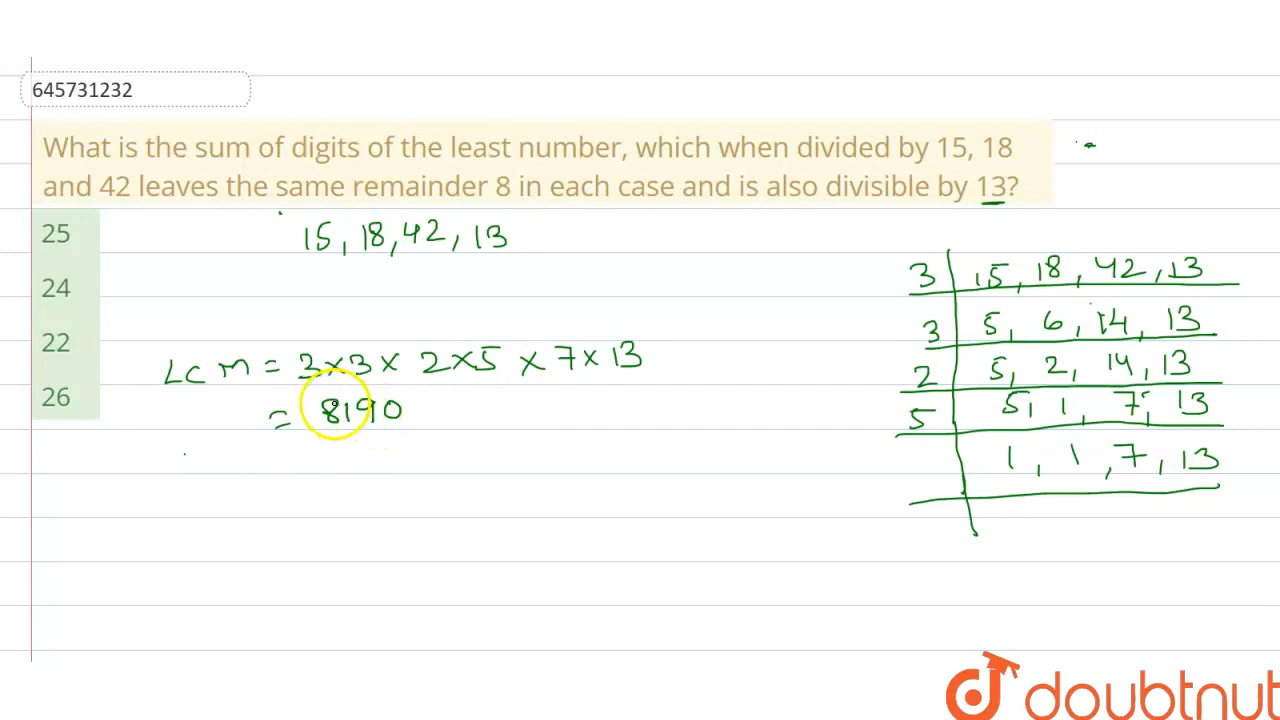 645731232
What is the sum of digits of the least number, which when divided by 15, 18
and 42 leaves the same remainder 8 in each case and is also divisible by 13?
25
24
22
26
15, 18, 42, 13
LCM = 3×3× 2×5 × 7×13
= 8190
3 15, 18, 42, 13
3 5, 6, 14, 13
2 5, 2, 14, 13
5 5, 1, 7, 13
1, 1, 7, 13
doubtnut